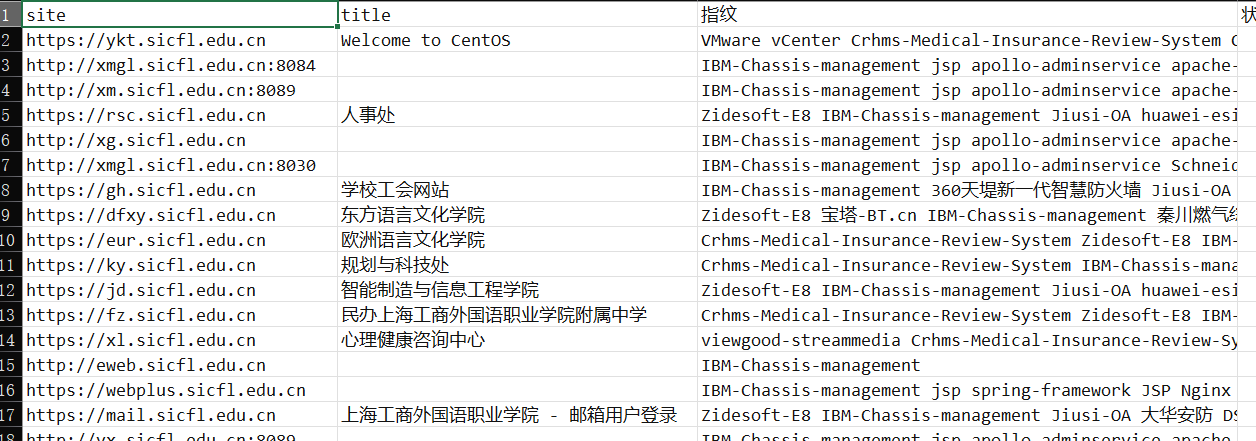 site title 指纹 状
1
2 https://ykt.sicfl.edu.cn Welcome to CentOS VMware vCenter Crhms-Medical-Insurance-Review-System
3 http://xmgl.sicfl.edu.cn:8084 IBM-Chassis-management jsp apollo-adminservice apache-
4 http://xm.sicfl.edu.cn:8089 IBM-Chassis-management jsp apollo-adminservice apache-
5 https://rsc.sicfl.edu.cn 人事处 Zidesoft-E8 IBM-Chassis-management Jiusi-OA huawei-esi
6 http://xg.sicfl.edu.cn IBM-Chassis-management jsp apollo-adminservice apache-
7 http://xmgl.sicfl.edu.cn:8030 IBM-Chassis-management jsp apollo-adminservice Schneid
8 https://gh.sicfl.edu.cn 学校工会网站 IBM-Chassis-management 360天堤新一代智慧防火墙 Jiusi-OA
9 https://dfxy.sicfl.edu.cn 东方语言文化学院 Zidesoft-E8 宝塔-BT.cn IBM-Chassis-management 秦川燃气综
10 https://eur.sicfl.edu.cn 欧洲语言文化学院 Crhms-Medical-Insurance-Review-System Zidesoft-E8 IBM-
11 https://ky.sicfl.edu.cn 规划与科技处 Crhms-Medical-Insurance-Review-System IBM-Chassis-mana
12 https://jd.sicfl.edu.cn 智能制造与信息工程学院 Zidesoft-E8 IBM-Chassis-management Jiusi-OA huawei-esi
13 https://fz.sicfl.edu.cn 民办上海工商外国语职业学院附属中学 Crhms-Medical-Insurance-Review-System Zidesoft-E8 IBM-
14 https://xl.sicfl.edu.cn 心理健康咨询中心 viewgood-streammedia Crhms-Medical-Insurance-Review-Sy
15 http://eweb.sicfl.edu.cn IBM-Chassis-management
16 https://webplus.sicfl.edu.cn IBM-Chassis-management jsp spring-framework JSP Nginx
17 https://mail.sicfl.edu.cn 上海工商外国语职业学院 - 邮箱用户登录 Zidesoft-E8 IBM-Chassis-management Jiusi-OA 大华安防 DS
18 http://yx.sicfl.edu.cn:8089 IBM-Chassis-management jsp apollo-adminservice apache-